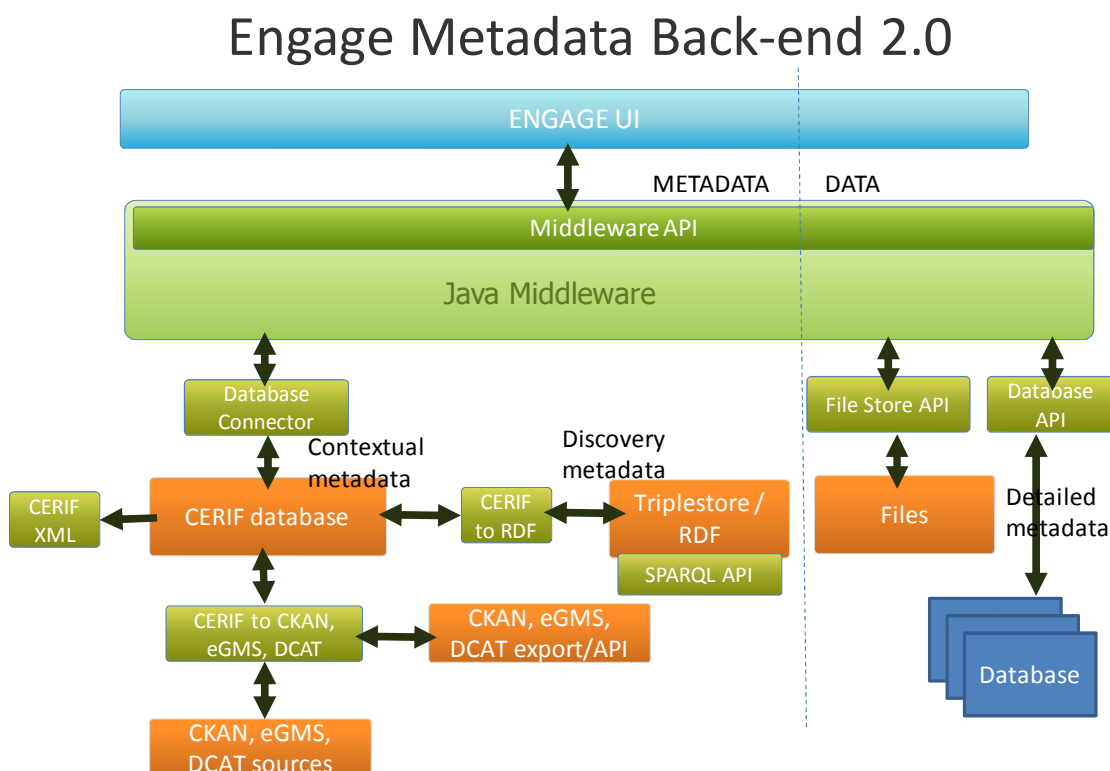 Engage Metadata Back-end 2.0
ENGAGE UI
METADATA
DATA
Middleware API
Java Middleware
Database
Connector
File Store API
Database
API
Contextual
metadata
Discovery
metadata
CERIF
XML
CERIF database
CERIF
to RDF
Triplestore /
RDF
SPARQL API
Files
Detailed
metadata
CERIF to CKAN,
eGMS, DCAT
CKAN, eGMS,
DCAT export/API
Database
CKAN, eGMS,
DCAT sources